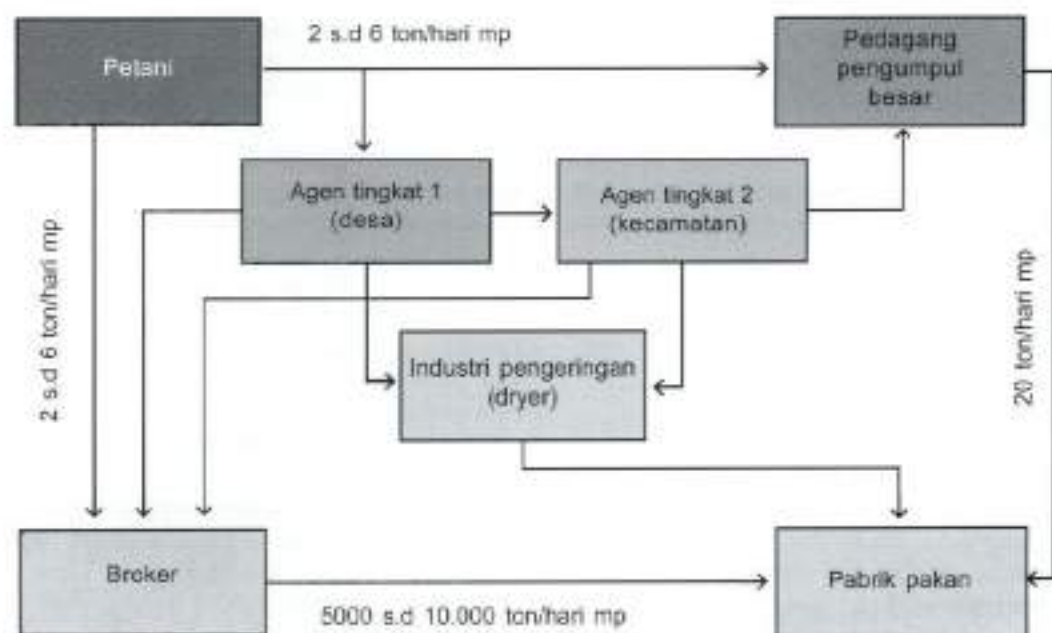 2 s.d 6 ton/hari mp
Petani
Pedagang
pengumpul
besar
Agen tingkat 1
(desa)
Agen tingkat 2
(kecamatan)
2 s.d 6 ton/hari mp
20 ton/hari mp
Industri pengeringan
(dryer)
Broker
Pabrik pakan
5000 s.d 10.000 ton/hari mp